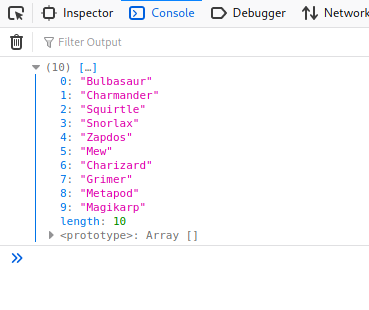 Inspector Console Debugger Network
Filter Output
(10) […]
0: "Bulbasaur"
1: "Charmander"
2: "Squirtle"
3: "Snorlax"
4: "Zapdos"
5: "Mew"
6: "Charizard"
7: "Grimer"
8: "Metapod"
9: "Magikarp"
length: 10
<prototype>: Array []